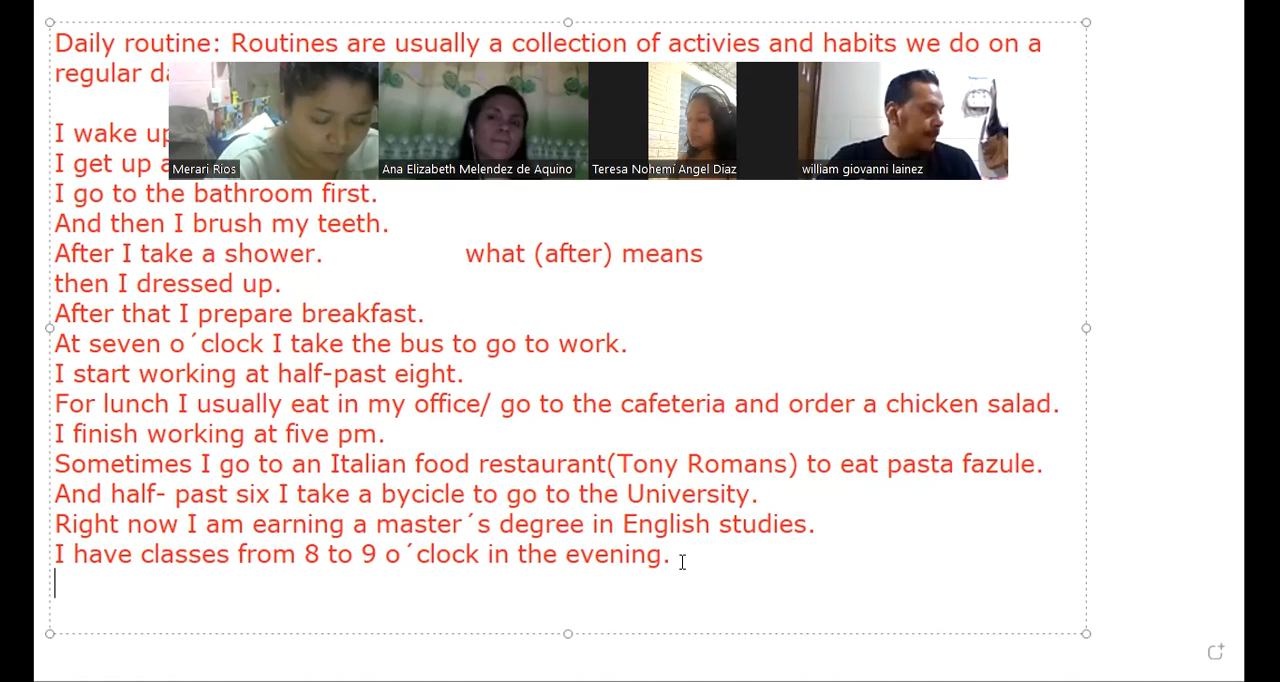 Daily routine: Routines are usually a collection of activies and habits we do on a
regular
I wake up
I get up
I go to the bathroom first.
And then I brush my teeth.
After I take a shower. what (after) means
then I dressed up.
After that I prepare breakfast.
At seven o´clock I take the bus to go to work.
I start working at half-past eight.
For lunch I usually eat in my office/ go to the cafeteria and order a chicken salad.
I finish working at five pm.
Sometimes I go to an Italian food restaurant(Tony Romans) to eat pasta fazule.
And half- past six I take a bycicle to go to the University.
Right now I am earning a master´s degree in English studies.
I have classes from 8 to 9 o´clock in the evening.
Merari Rios
Ana Elizabeth Melendez de Aquino
Teresa Nohemí Angel Diaz
william giovanni lainez